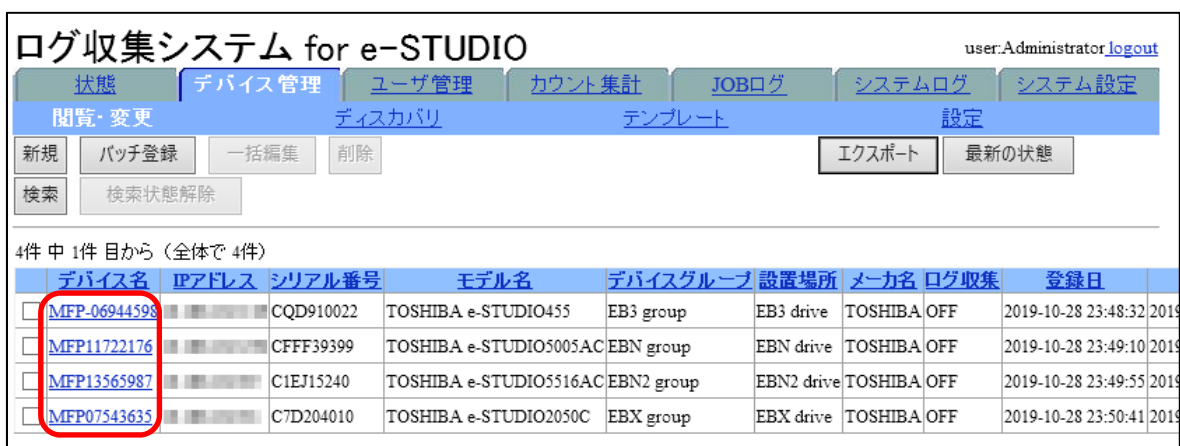 ログ収集システム for e-STUDIO
user:Administrator logout
状態 デバイス管理 ユーザ管理 カウント集計 JOBログ システムログ システム設定
閲覧・変更 ディスカバリ テンプレート 設定
新規 バッチ登録 一括編集 削除 エクスポート 最新の状態
検索 検索状態解除
4件 中 1件 目から（全体で 4件）
デバイス名 IPアドレス シリアル番号 モデル名 デバイスグループ 設置場所 メーカ名 ログ収集 登録日
MFP-06944598 CQD910022 TOSHIBA e-STUDIO455 EB3 group EB3 drive TOSHIBA OFF 2019-10-28 23:48:32 2019
MFP11722176 CFFF39399 TOSHIBA e-STUDIO5005AC EBN group EBN drive TOSHIBA OFF 2019-10-28 23:49:10 2019
MFP13565987 C1EJ15240 TOSHIBA e-STUDIO5516AC EBN2 group EBN2 drive TOSHIBA OFF 2019-10-28 23:49:55 2019
MFP07543635 C7D204010 TOSHIBA e-STUDIO2050C EBX group EBX drive TOSHIBA OFF 2019-10-28 23:50:41 2019